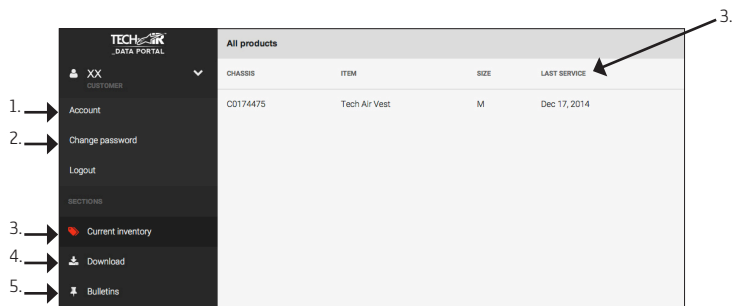 3.
TECH AIR
_DATA PORTAL
All products
XX
CUSTOMER
CHASSIS ITEM SIZE LAST SERVICE
1. Account
C0174475 Tech Air Vest M Dec 17, 2014
2. Change password
Logout
SECTIONS
3. Current inventory
4. Download
5. Bulletins